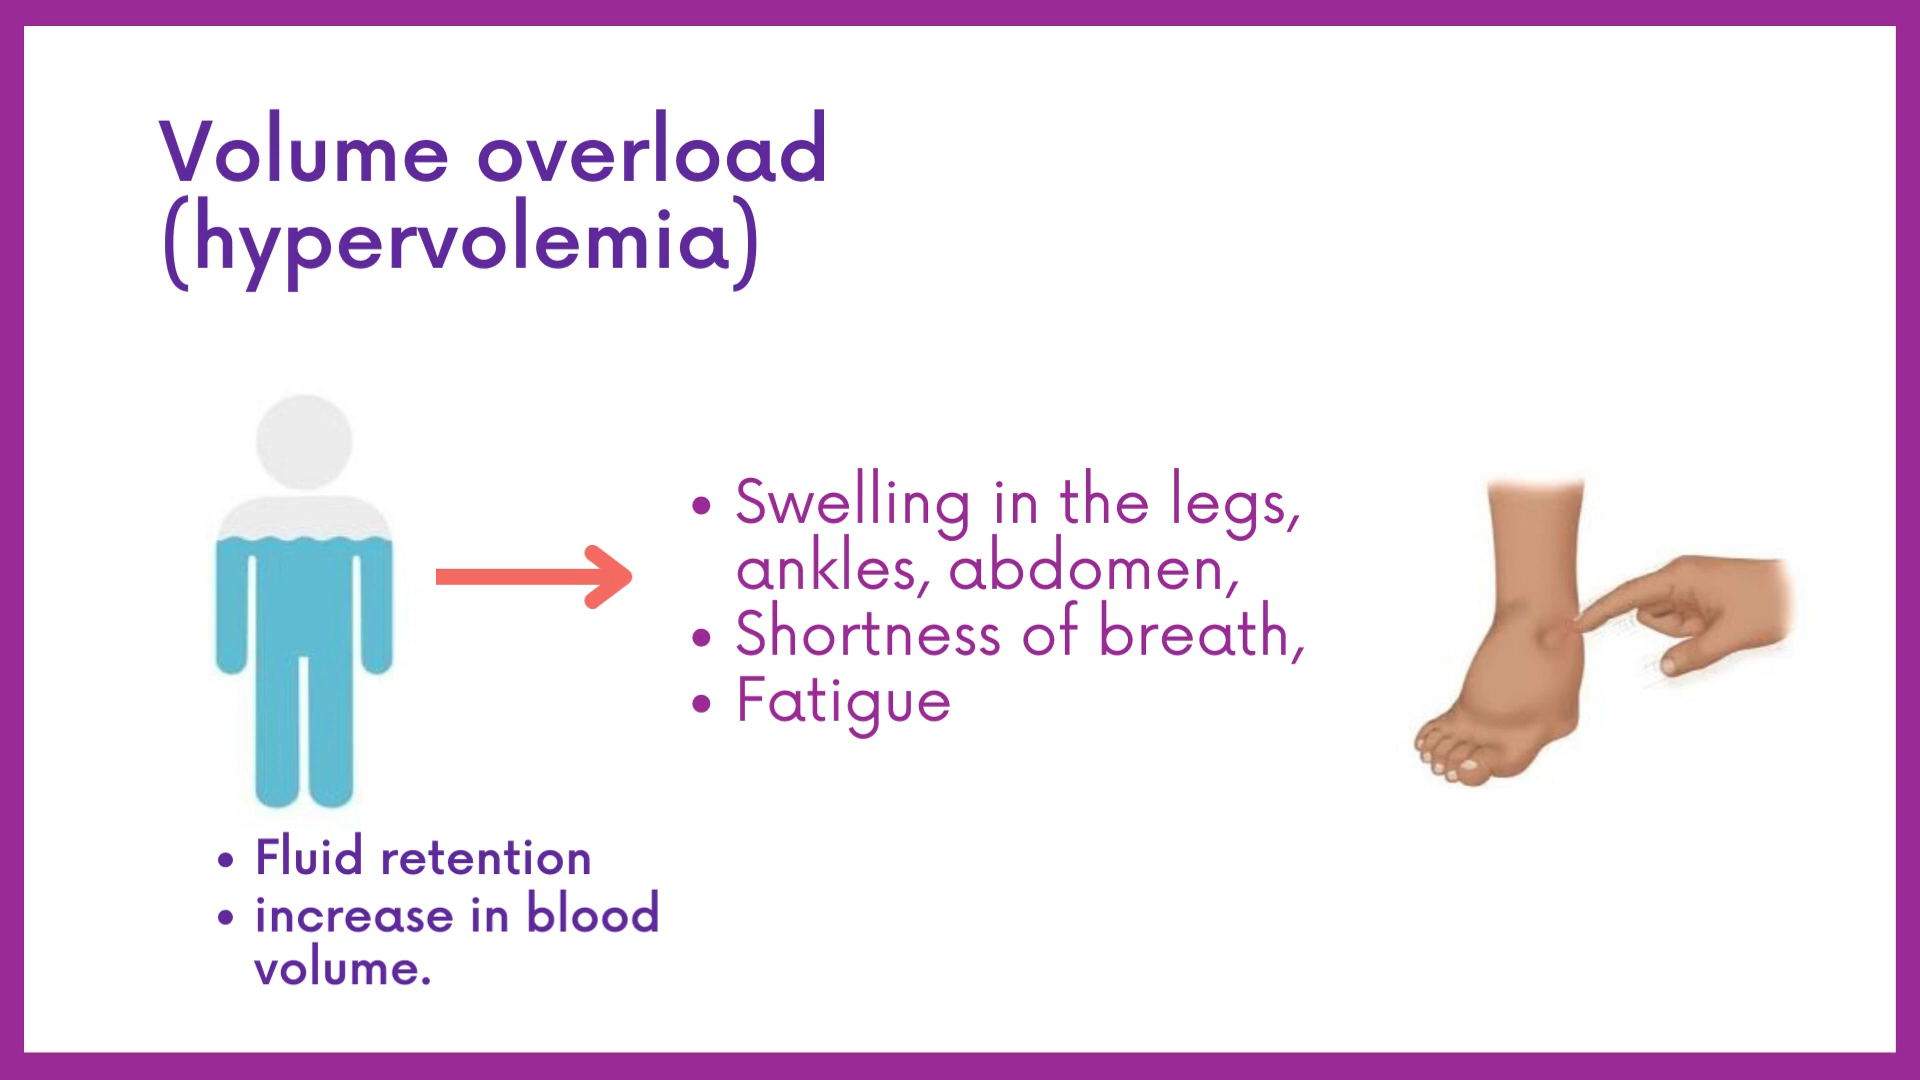 Volume overload
(hypervolemia)
• Swelling in the legs,
ankles, abdomen,
• Shortness of breath,
• Fatigue
• Fluid retention
• increase in blood
volume.